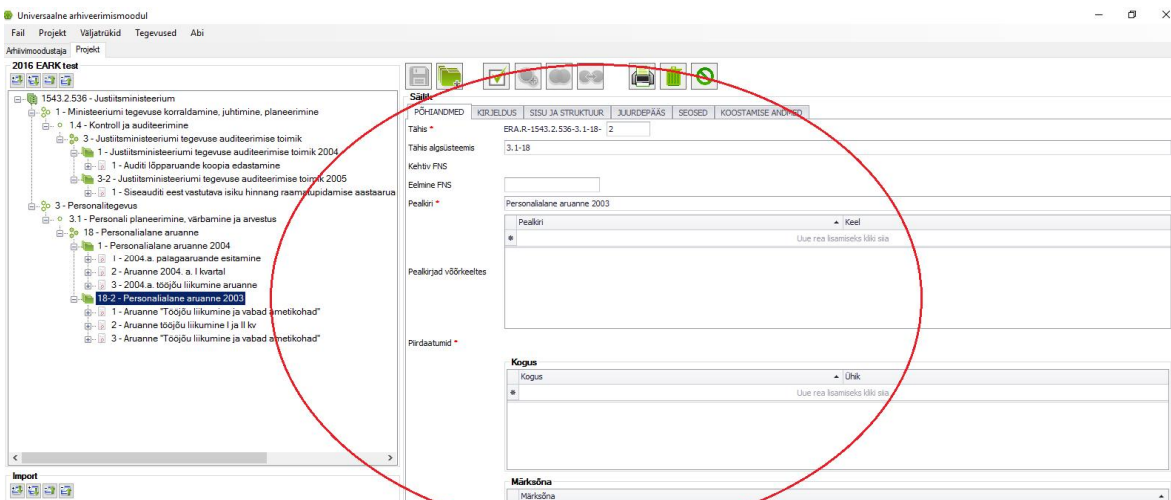 Universaalne arhiveerimismoodul
Fail Projekt Väljatrükid Tegevused Abi
Arhiivimoodustaja Projekt
2016 EARK test
1543.2.536 - Justiitsministeerium
1 - Ministeeriumi tegevuse korraldamine, juhtimine, planeerimine
1.4 - Kontroll ja auditeerimine
3 - Justiitsministeeriumi tegevuse auditeerimise toimik
1 - Justiitsministeeriumi tegevuse auditeerimise toimik 2004
1 - Auditi lõpparuande koopia edastamine
3-2 - Justiitsministeeriumi tegevuse auditeerimise toimik 2005
1 - Siseauditi eest vastutava isiku hinnang raamatupidamise aastaarua
3 - Personalitegevus
3.1 - Personali planeerimine, värbamine ja arvestus
18 - Personalialane aruanne
1 - Personalialane aruanne 2004
1 - 2004.a. palagaaruande esitamine
2 - Aruanne 2004. a. I kvartal
3 - 2004.a. tööjõu liikumine aruanne
18-2 - Personalialane aruanne 2003
1 - Aruanne "Tööjõu liikumine ja vabad ametikohad"
2 - Aruanne tööjõu liikumine I ja II kv
3 - Aruanne "Tööjõu liikumine ja vabad ametikohad"
Import
Säilik
PÕHIANDMED KIRJELDUS SISU JA STRUKTUUR JUURDEPÄÄS SEOSED KOOSTAMISE ANDMED
Tähis * ERA.R-1543.2.536-3.1-18- 2
Tähis algsüsteemis 3.1-18
Kehtiv FNS
Eelmine FNS
Pealkiri * Personalialane aruanne 2003
Pealkiri Keel
Uue rea lisamiseks kliki siia
Pealkirjad võõrkeeltes
Piirdaatumid *
Kogus
Kogus Ühik
Uue rea lisamiseks kliki siia
Märksõna
Märksõna